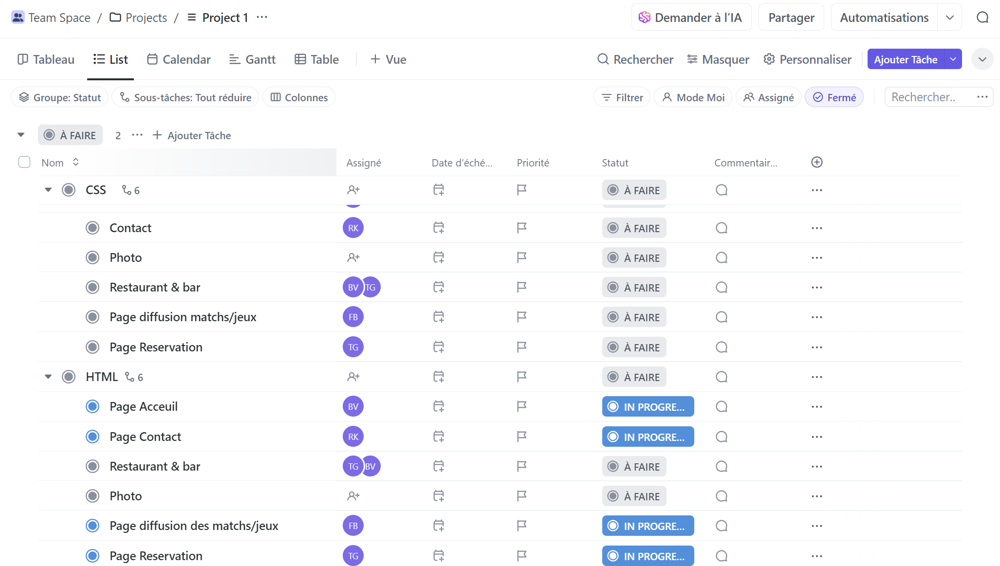 Team Space / Projects / Project 1 ··· Demander à l’IA Partager Automatisations
Tableau List Calendar Gantt Table + Vue Rechercher Masquer Personnaliser Ajouter Tâche
Groupe: Statut Sous-tâches: Tout réduire Colonnes Filtrer Mode Moi Assigné Fermé Rechercher.. ···
À FAIRE 2 ··· + Ajouter Tâche
Nom Assigné Date d’éché... Priorité Statut Commentair...
CSS 6 À FAIRE ···
Contact RK À FAIRE ···
Photo À FAIRE ···
Restaurant & bar BV TG À FAIRE ···
Page diffusion matchs/jeux FB À FAIRE ···
Page Reservation TG À FAIRE ···
HTML 6 À FAIRE ···
Page Acceuil BV IN PROGRE... ···
Page Contact RK IN PROGRE... ···
Restaurant & bar TG BV À FAIRE ···
Photo À FAIRE ···
Page diffusion des matchs/jeux FB IN PROGRE... ···
Page Reservation TG IN PROGRE... ···